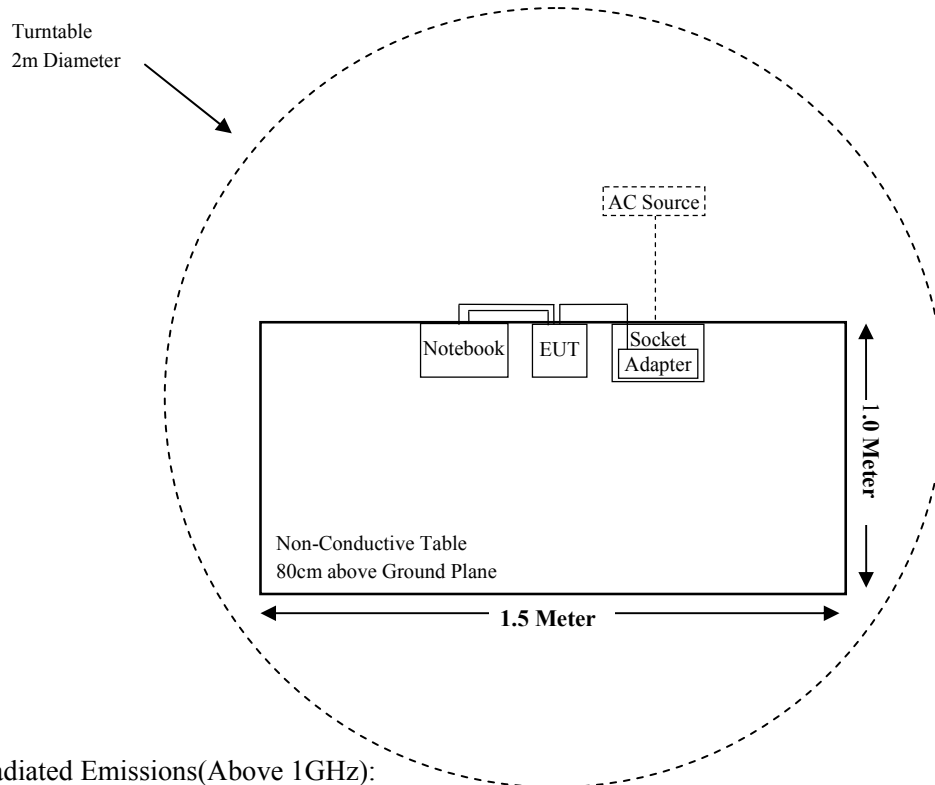 Turntable
2m Diameter
AC Source
Notebook
EUT
Socket
Adapter
1.0 Meter
Non-Conductive Table
80cm above Ground Plane
1.5 Meter
adiated Emissions(Above 1GHz):